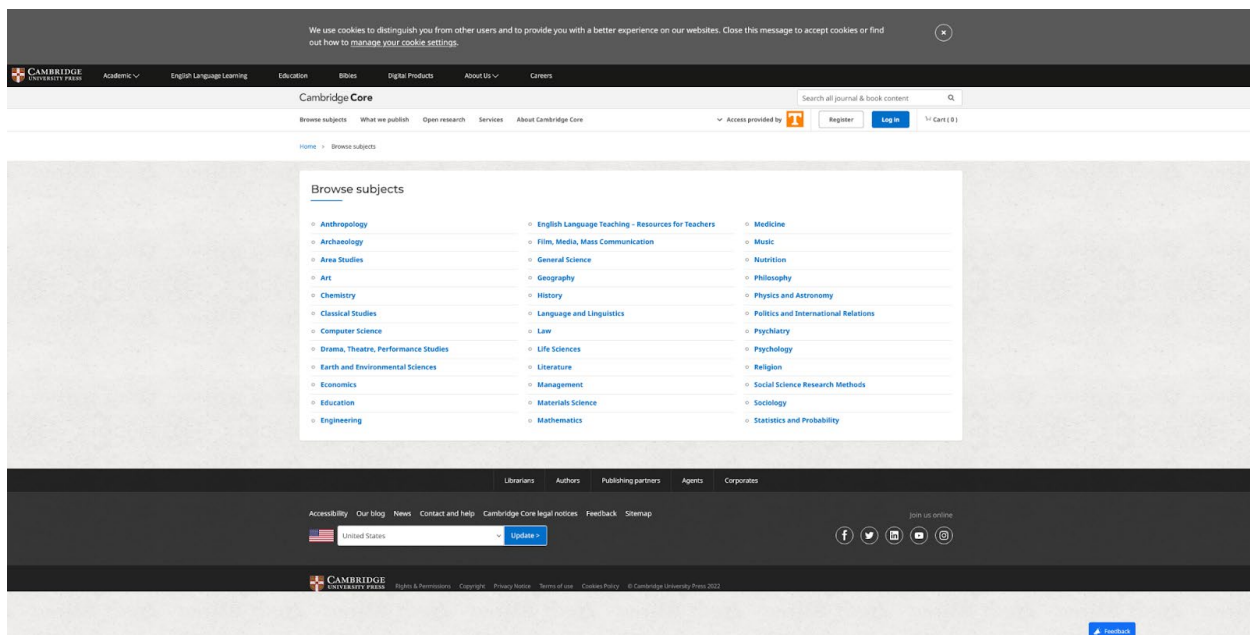 We use cookies to distinguish you from other users and to provide you with a better experience on our websites. Close this message to accept cookies or find
out how to manage your cookie settings.
CAMBRIDGE
UNIVERSITY PRESS
Academic
English Language Learning
Education
Bibles
Digital Products
About Us
Careers
Cambridge Core
Search all journal & book content
Browse subjects
What we publish
Open research
Services
About Cambridge Core
Access provided by
T
Register
Log in
Cart ( 0 )
Home > Browse subjects
Browse subjects
Anthropology
Archaeology
Area Studies
Art
Chemistry
Classical Studies
Computer Science
Drama, Theatre, Performance Studies
Earth and Environmental Sciences
Economics
Education
Engineering
English Language Teaching – Resources for Teachers
Film, Media, Mass Communication
General Science
Geography
History
Language and Linguistics
Law
Life Sciences
Literature
Management
Materials Science
Mathematics
Medicine
Music
Nutrition
Philosophy
Physics and Astronomy
Politics and International Relations
Psychiatry
Psychology
Religion
Social Science Research Methods
Sociology
Statistics and Probability
Librarians
Authors
Publishing partners
Agents
Corporates
Accessibility
Our blog
News
Contact and help
Cambridge Core legal notices
Feedback
Sitemap
Join us online
United States
Update >
CAMBRIDGE
UNIVERSITY PRESS
Rights & Permissions
Copyright
Privacy Notice
Terms of use
Cookies Policy
© Cambridge University Press 2022
Feedback